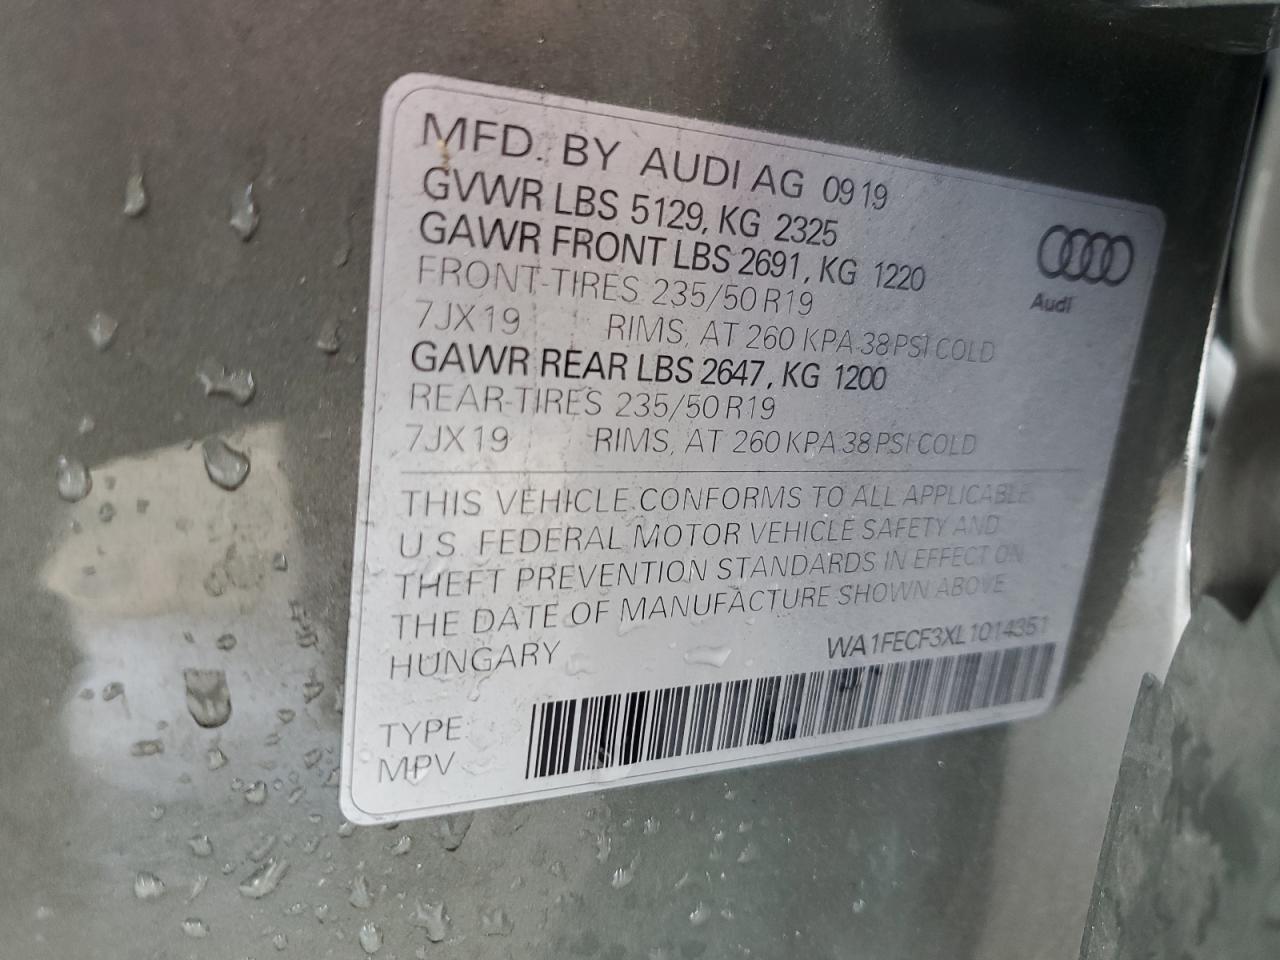 MFD. BY AUDI AG 09 19
GVWR LBS 5129, KG 2325
GAWR FRONT LBS 2691, KG 1220
FRONT-TIRES 235/50 R19
7JX19 RIMS, AT 260 KPA 38 PSI COLD
GAWR REAR LBS 2647, KG 1200
REAR-TIRES 235/50 R19
7JX19 RIMS, AT 260 KPA 38 PSI COLD
Audi
THIS VEHICLE CONFORMS TO ALL APPLICABLE
U.S. FEDERAL MOTOR VEHICLE SAFETY AND
THEFT PREVENTION STANDARDS IN EFFECT ON
THE DATE OF MANUFACTURE SHOWN ABOVE
HUNGARY
WA1FECF3XL1014351
TYPE
MPV